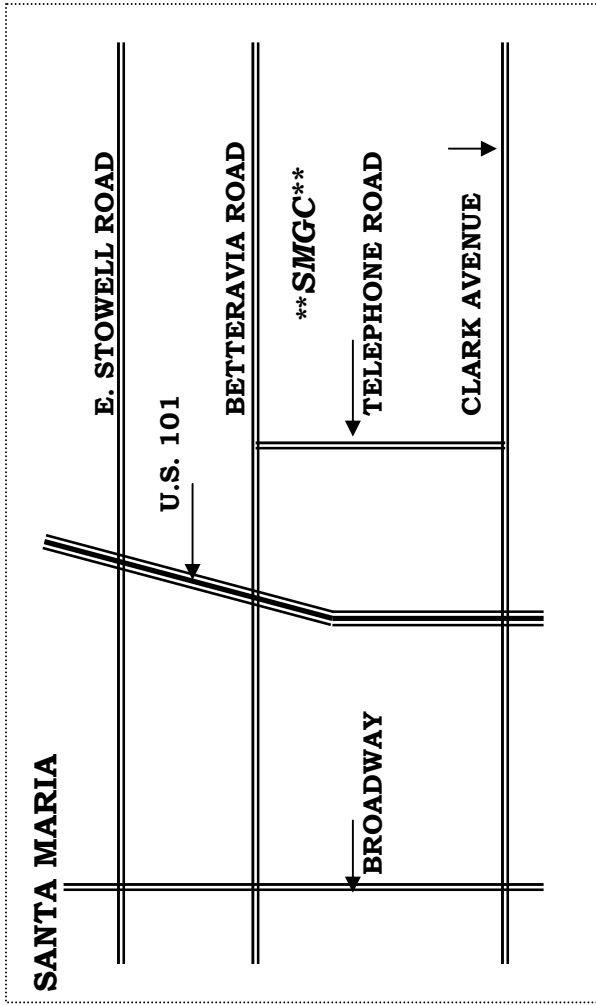 SANTA MARIA
E. STOWELL ROAD
U.S. 101
BETTERAVIA ROAD
**SMGC**
TELEPHONE ROAD
BROADWAY
CLARK AVENUE